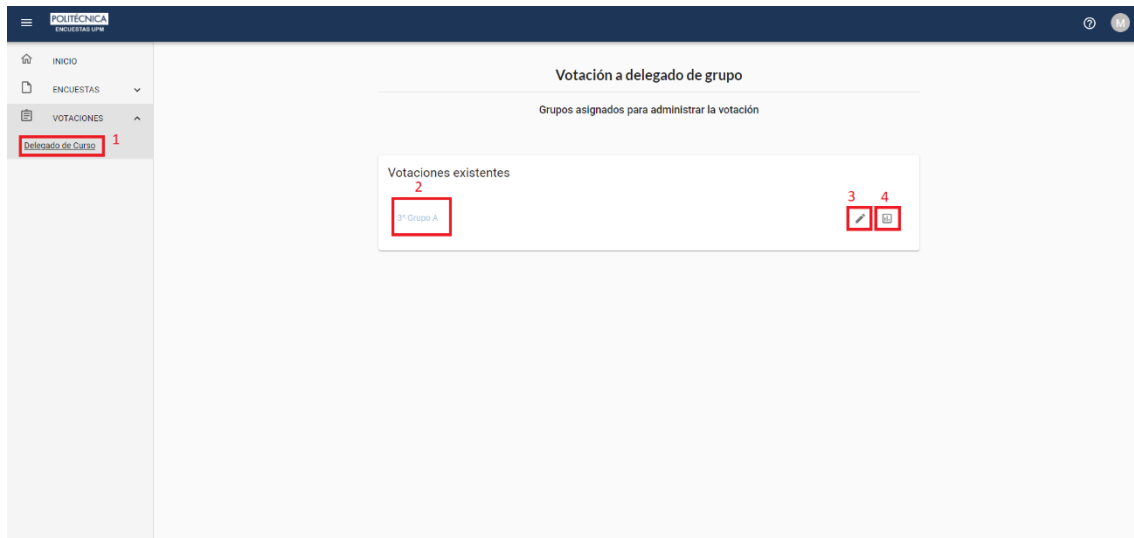 POLITÉCNICA
ENCUESTAS UPM
M
INICIO
ENCUESTAS
VOTACIONES
Delegado de Curso 1
Votación a delegado de grupo
Grupos asignados para administrar la votación
Votaciones existentes
2
3 4
3º Grupo A